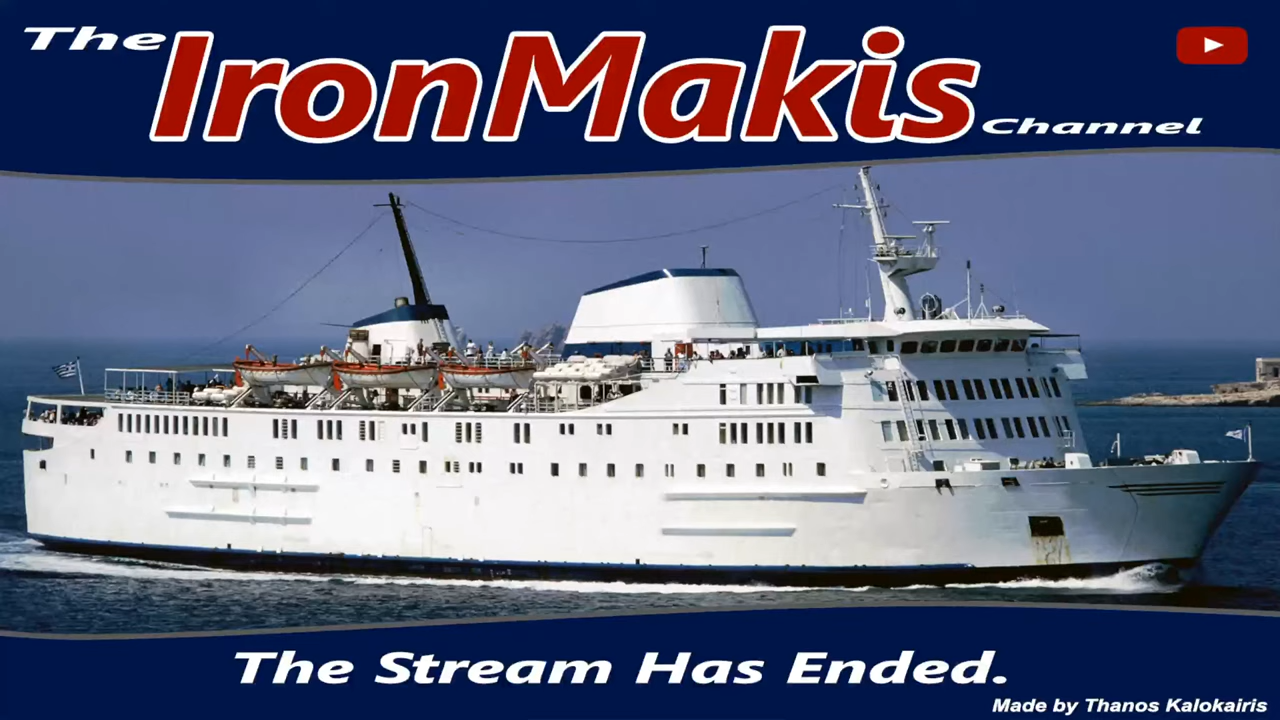 The IronMakis Channel
The Stream Has Ended.
Made by Thanos Kalokairis